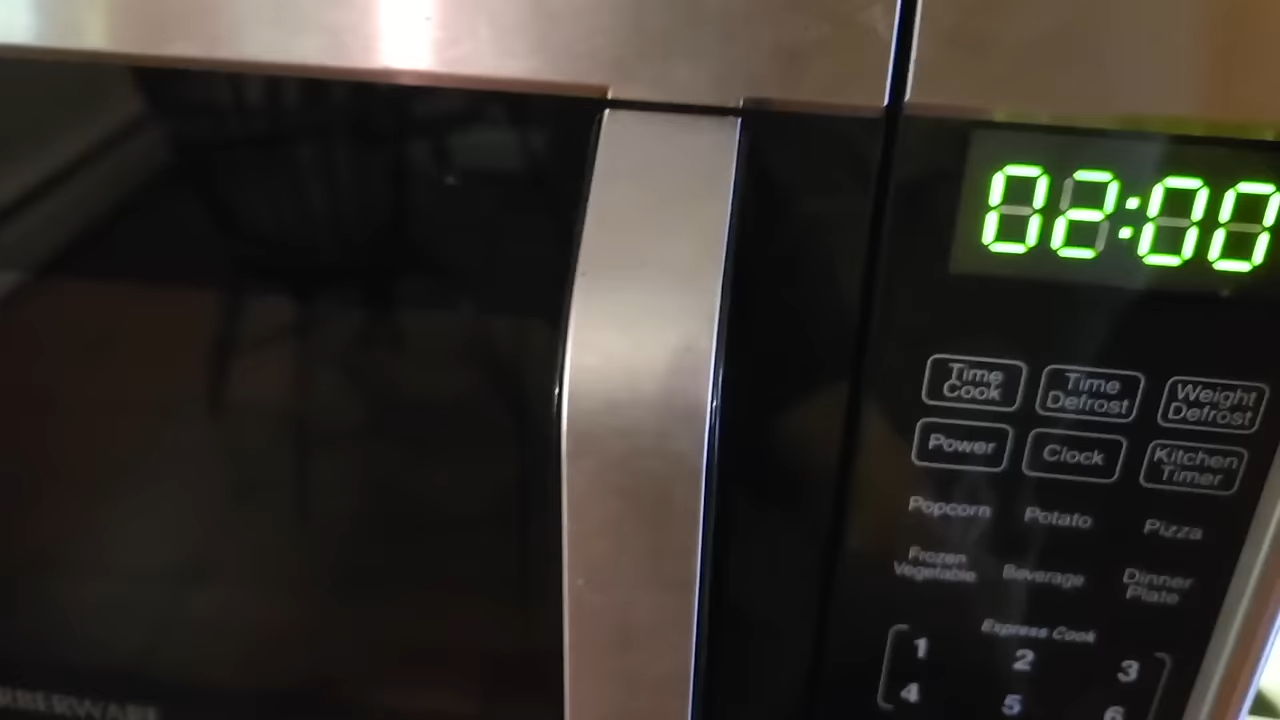 02:00
Time Cook
Time Defrost
Weight Defrost
Power
Clock
Kitchen Timer
Popcorn
Potato
Pizza
Frozen Vegetable
Beverage
Dinner Plate
Express Cook
1 2 3
4 5 6
RBERWARE